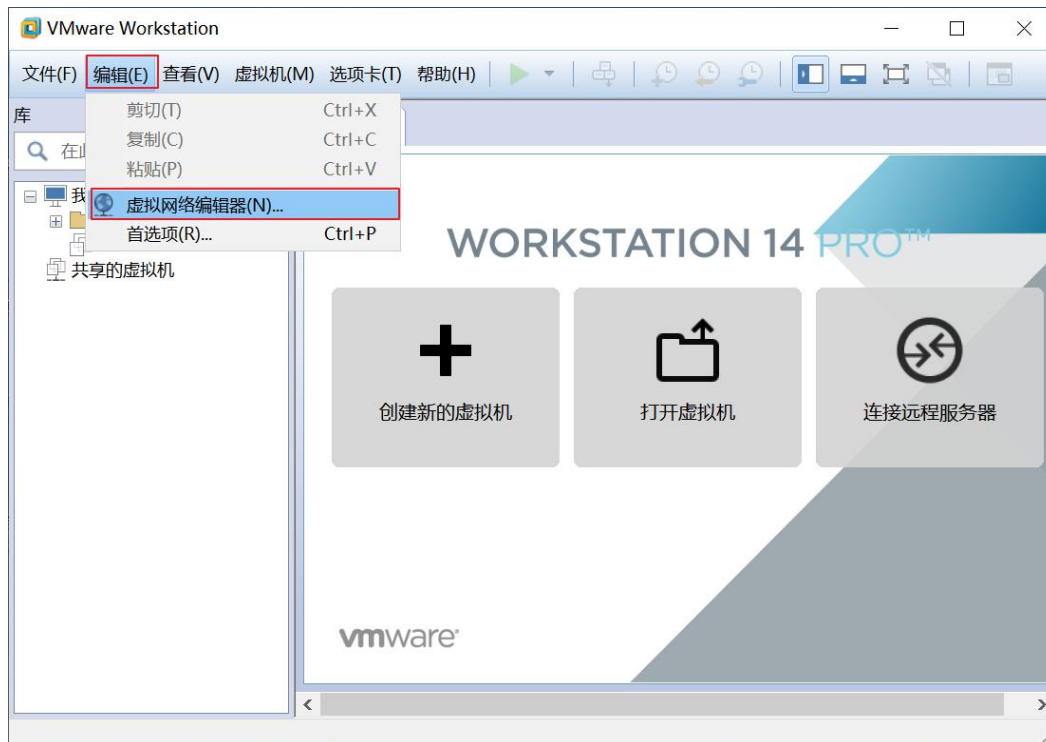 VMware Workstation
文件(F) 编辑(E) 查看(V) 虚拟机(M) 选项卡(T) 帮助(H)
库
剪切(T) Ctrl+X
复制(C) Ctrl+C
在
粘贴(P) Ctrl+V
我
虚拟网络编辑器(N)...
首选项(R)... Ctrl+P
共享的虚拟机
WORKSTATION 14 PRO™
创建新的虚拟机 打开虚拟机 连接远程服务器
vmware